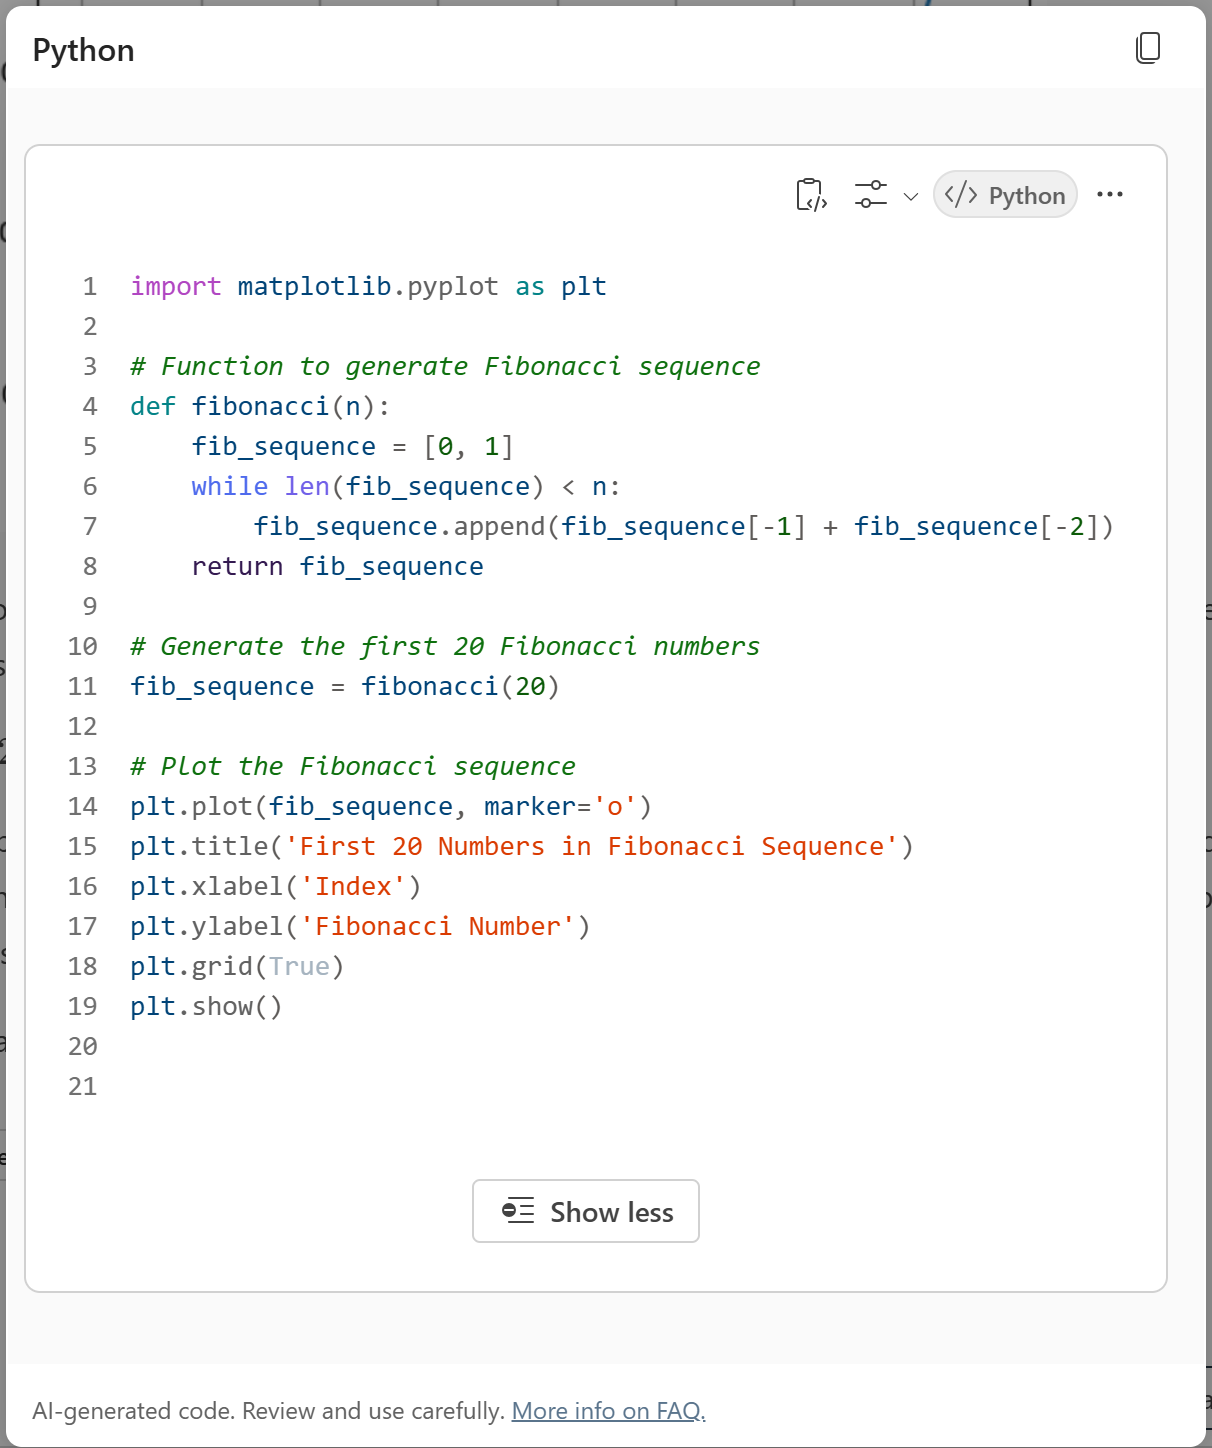 Python
Python
1 import matplotlib.pyplot as plt
2
3 # Function to generate Fibonacci sequence
4 def fibonacci(n):
5     fib_sequence = [0, 1]
6     while len(fib_sequence) < n:
7         fib_sequence.append(fib_sequence[-1] + fib_sequence[-2])
8     return fib_sequence
9
10 # Generate the first 20 Fibonacci numbers
11 fib_sequence = fibonacci(20)
12
13 # Plot the Fibonacci sequence
14 plt.plot(fib_sequence, marker='o')
15 plt.title('First 20 Numbers in Fibonacci Sequence')
16 plt.xlabel('Index')
17 plt.ylabel('Fibonacci Number')
18 plt.grid(True)
19 plt.show()
20
21
Show less
AI-generated code. Review and use carefully. More info on FAQ.